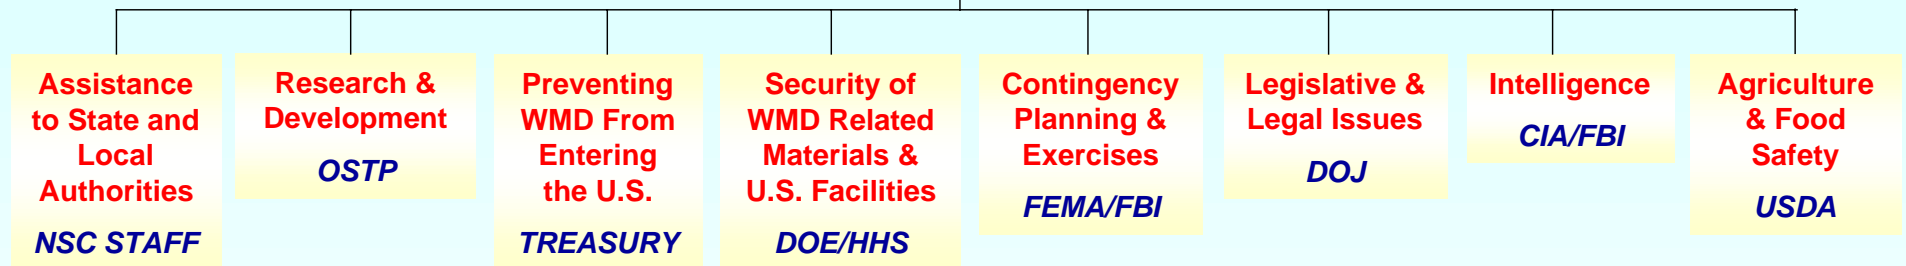 Assistance
to State and
Local
Authorities
NSC STAFF
Research &
Development
OSTP
Preventing
WMD From
Entering
the U.S.
TREASURY
Security of
WMD Related
Materials &
U.S. Facilities
DOE/HHS
Contingency
Planning &
Exercises
FEMA/FBI
Legislative &
Legal Issues
DOJ
Intelligence
CIA/FBI
Agriculture
& Food
Safety
USDA